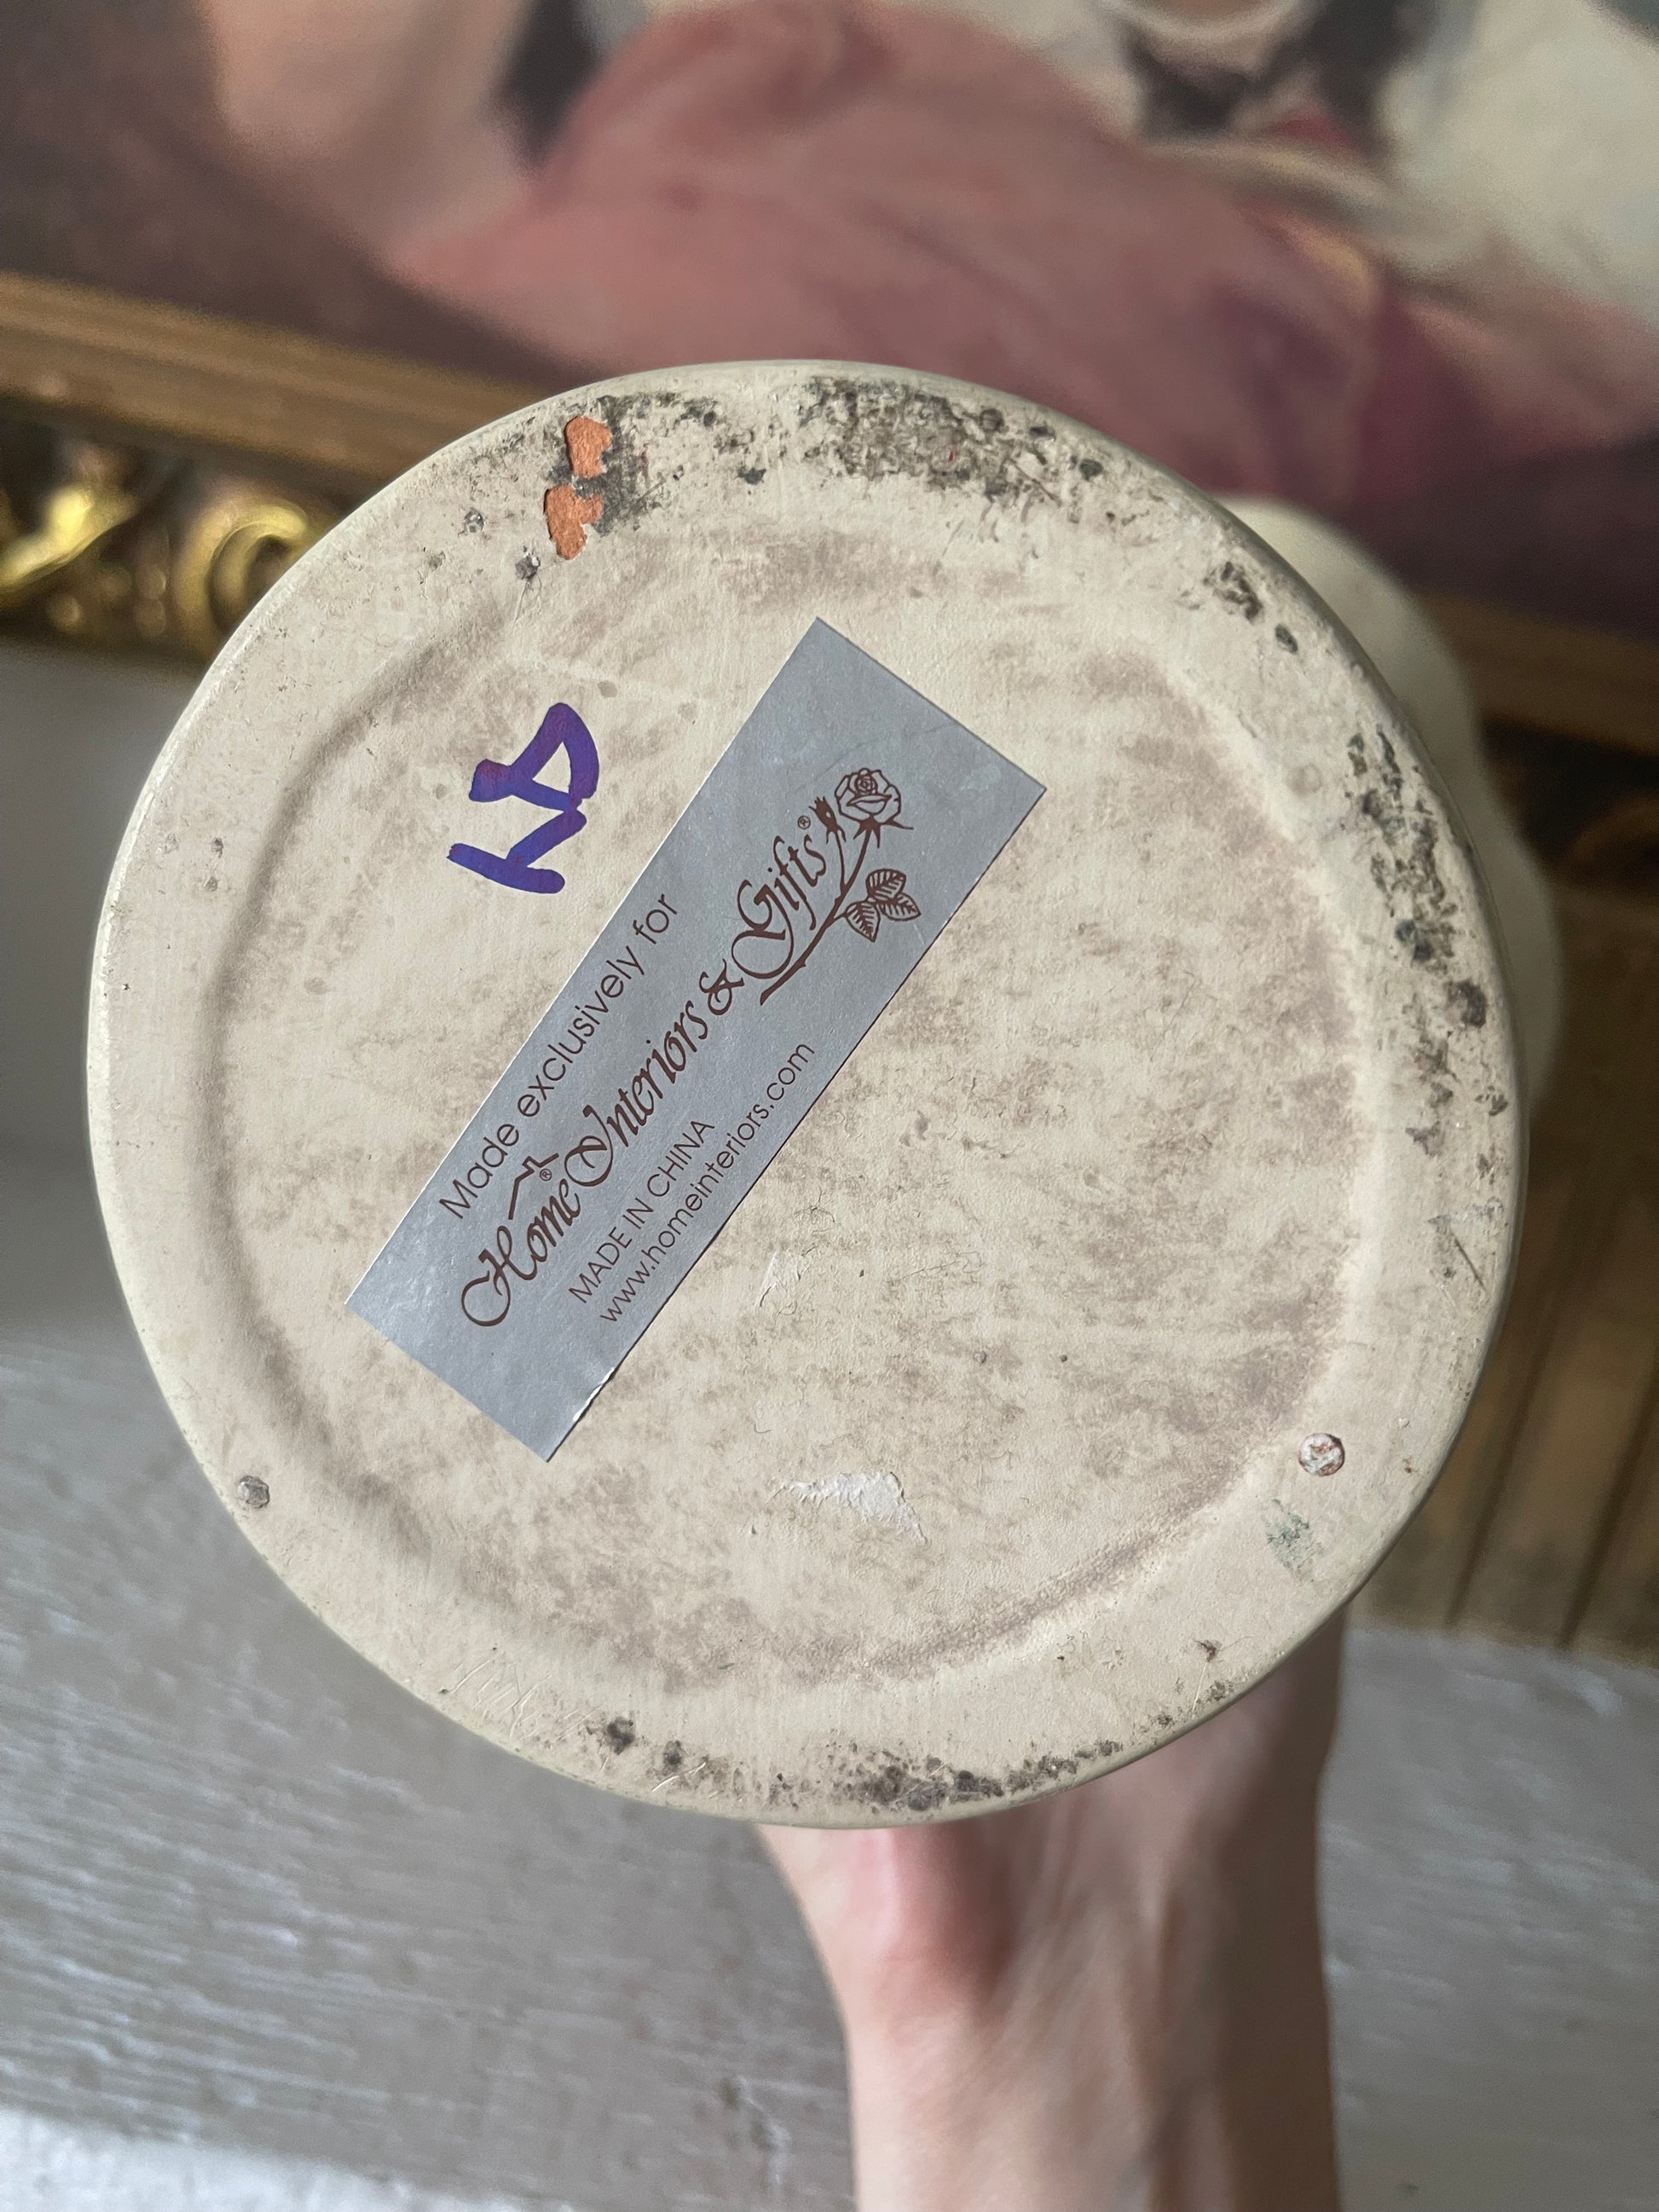 Made exclusively for
Home® Interiors & Gifts®
MADE IN CHINA
www.homeinteriors.com